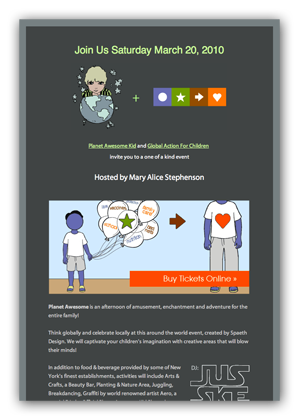 Join Us Saturday March 20, 2010
+
Planet Awesome Kid and Global Action For Children
Invite you to a one of a kind event
Hosted by Mary Alice Stephenson
vaccines
school
Buy Tickets Online »
Planet Awesome is an afternoon of amusement, enchantment and adventure for the
entire family!
Think globally and celebrate locally at this around the world event, created by Spaeth
Design. We will captivate your children's imagination with creative areas that will blow
their minds!
In addition to food & beverage provided by some of New
York's finest establishments, activities will include Arts &
Crafts, a Beauty Bar, Planting & Nature Area, Juggling,
Breakdancing, Graffiti by world renowned artist Aero, a
DJ:
JUS
SKE